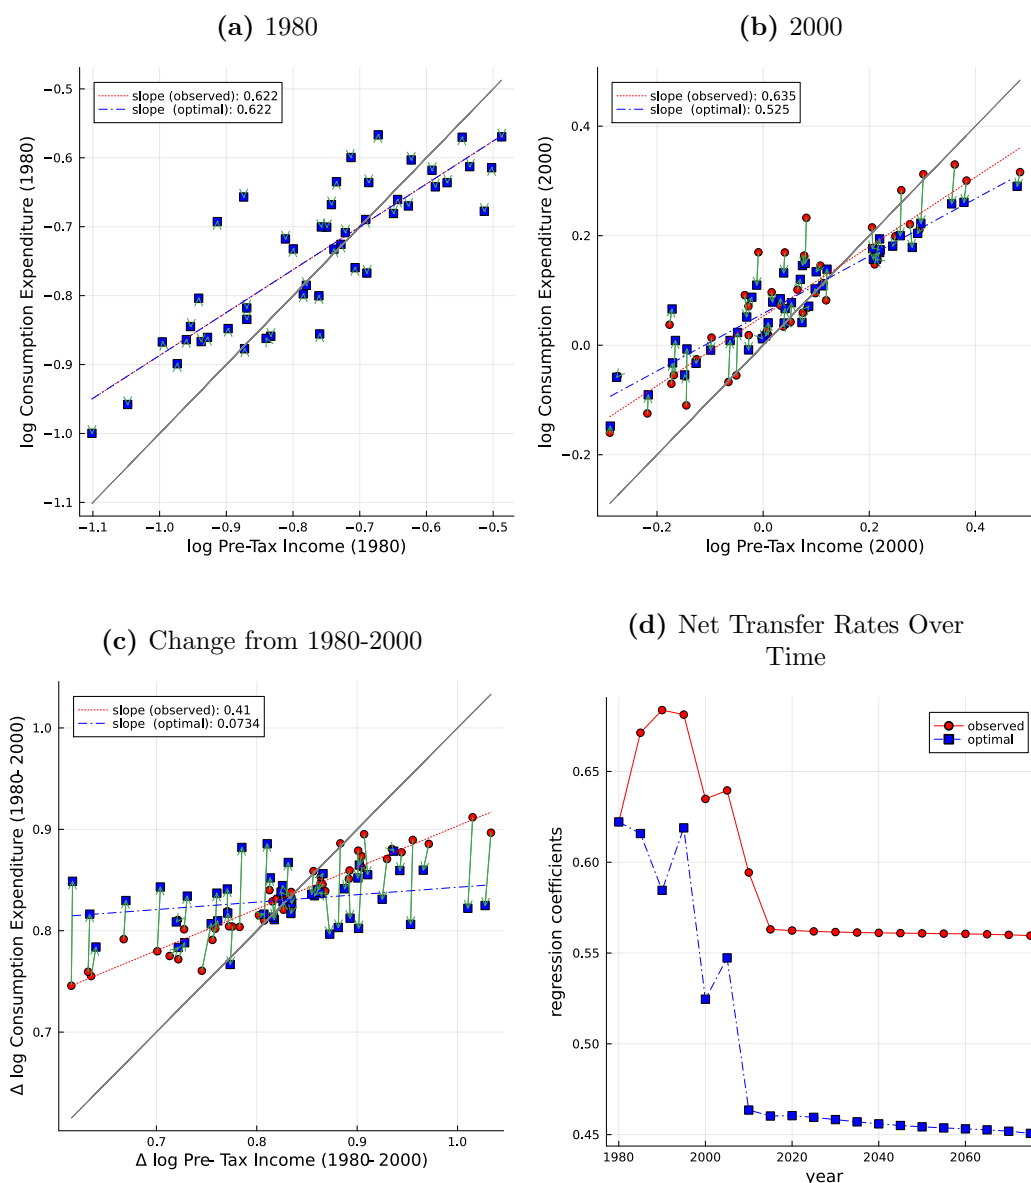 (a) 1980
slope (observed): 0.622
slope (optimal): 0.622
log Consumption Expenditure (1980)
−0.5
−0.6
−0.7
−0.8
−0.9
−1.0
−1.1
−1.1 −1.0 −0.9 −0.8 −0.7 −0.6 −0.5
log Pre-Tax Income (1980)
(b) 2000
slope (observed): 0.635
slope (optimal): 0.525
log Consumption Expenditure (2000)
0.4
0.2
0.0
−0.2
−0.2 0.0 0.2 0.4
log Pre-Tax Income (2000)
(c) Change from 1980-2000
slope (observed): 0.41
slope (optimal): 0.0734
Δ log Consumption Expenditure (1980-2000)
1.0
0.9
0.8
0.7
0.7 0.8 0.9 1.0
Δ log Pre-Tax Income (1980-2000)
(d) Net Transfer Rates Over
Time
observed
optimal
regression coefficients
0.65
0.60
0.55
0.50
0.45
1980 2000 2020 2040 2060
year